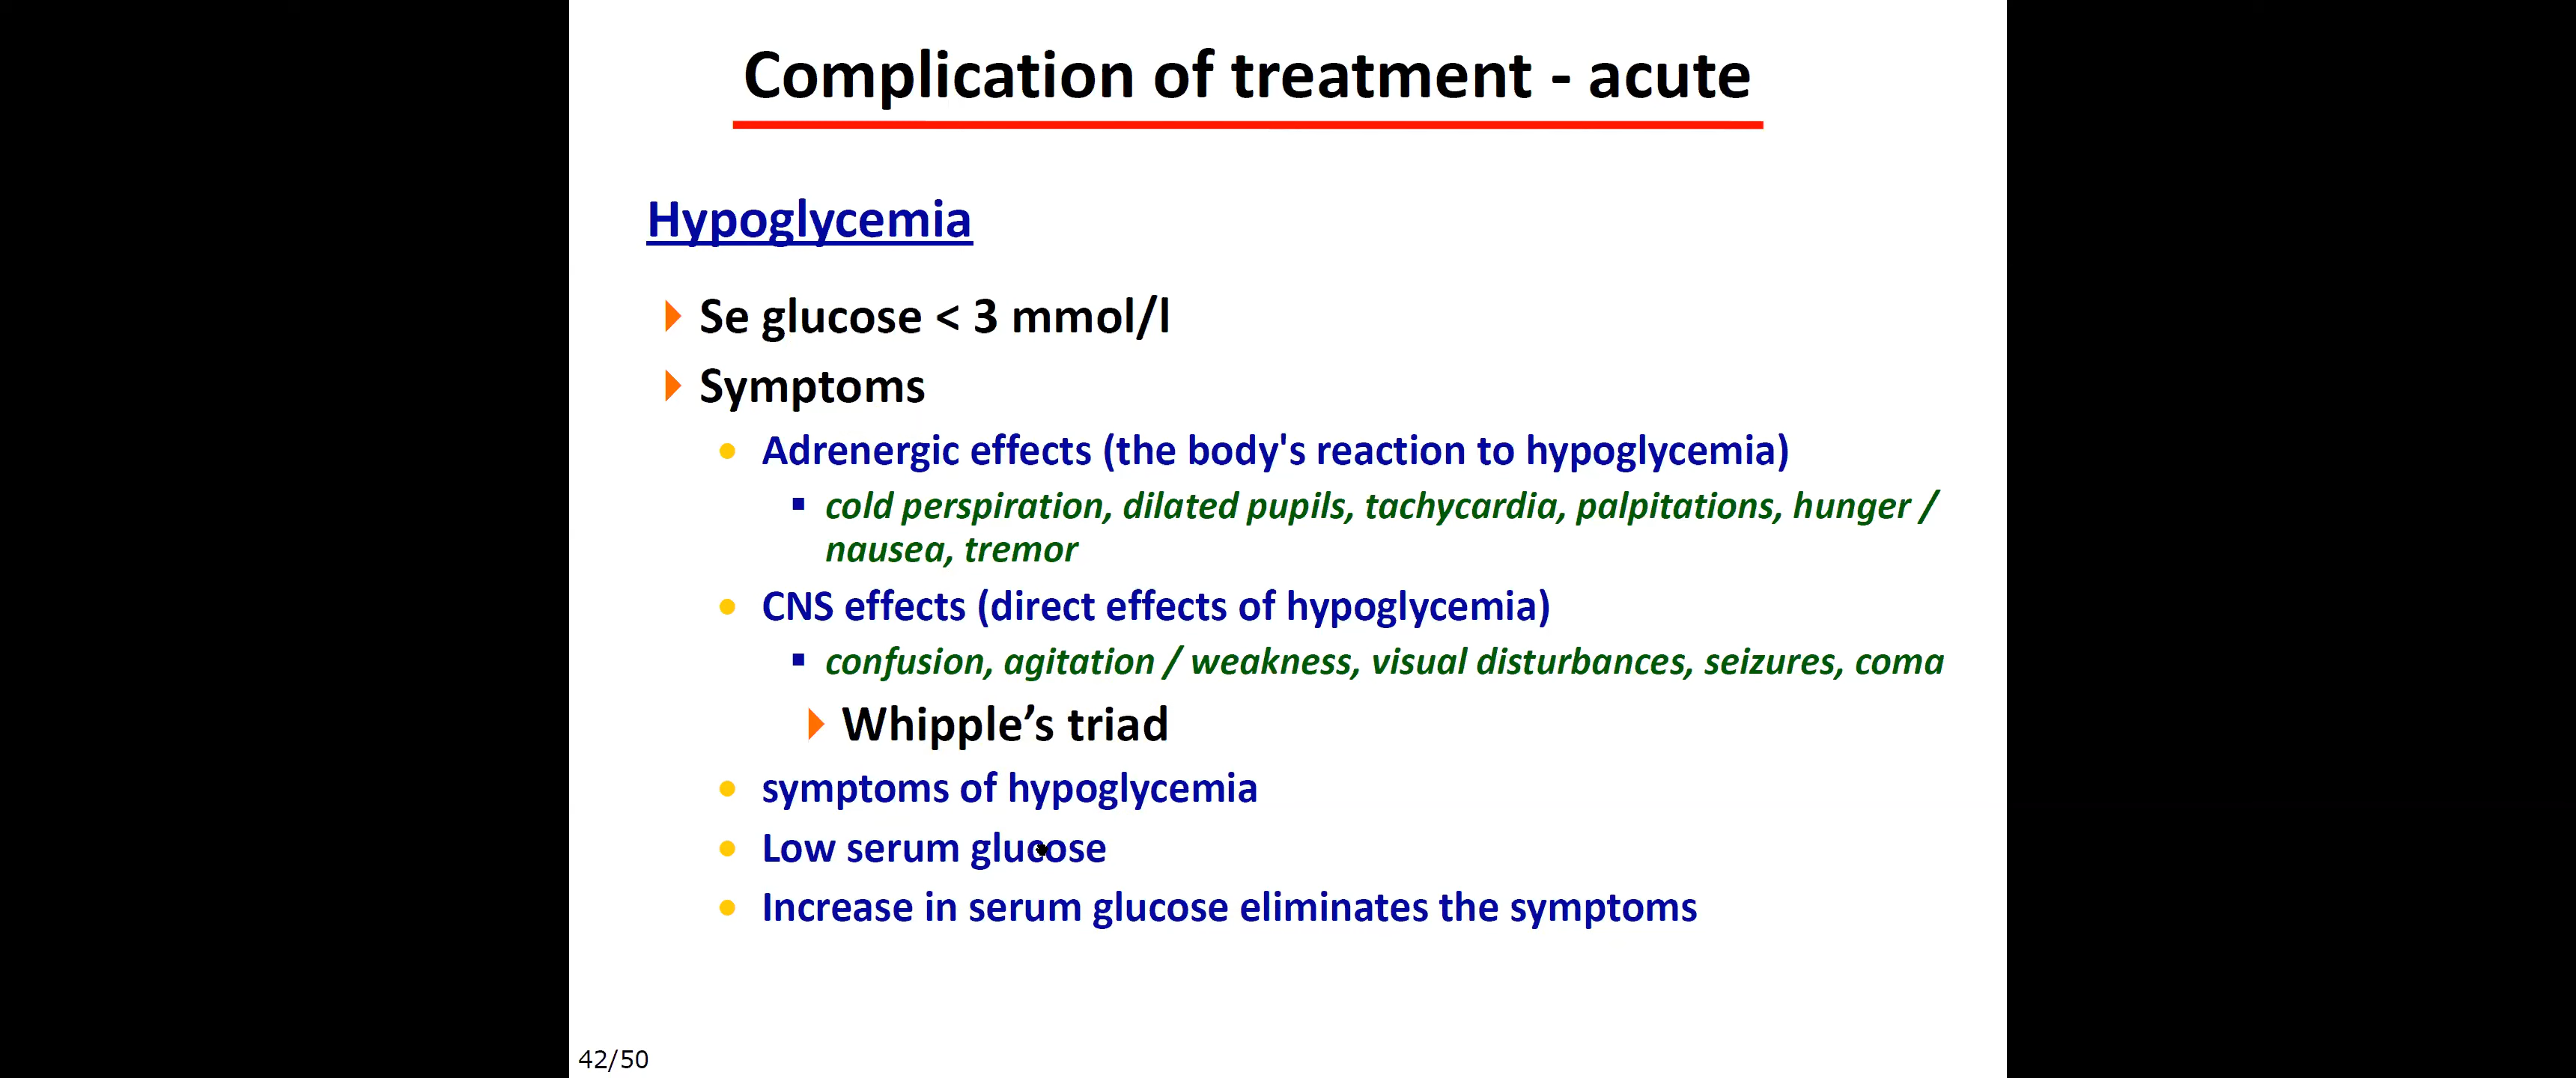 Complication of treatment - acute
Hypoglycemia
Se glucose < 3 mmol/l
Symptoms
Adrenergic effects (the body's reaction to hypoglycemia)
cold perspiration, dilated pupils, tachycardia, palpitations, hunger /
nausea, tremor
CNS effects (direct effects of hypoglycemia)
confusion, agitation / weakness, visual disturbances, seizures, coma
Whipple’s triad
symptoms of hypoglycemia
Low serum glucose
Increase in serum glucose eliminates the symptoms
42/50